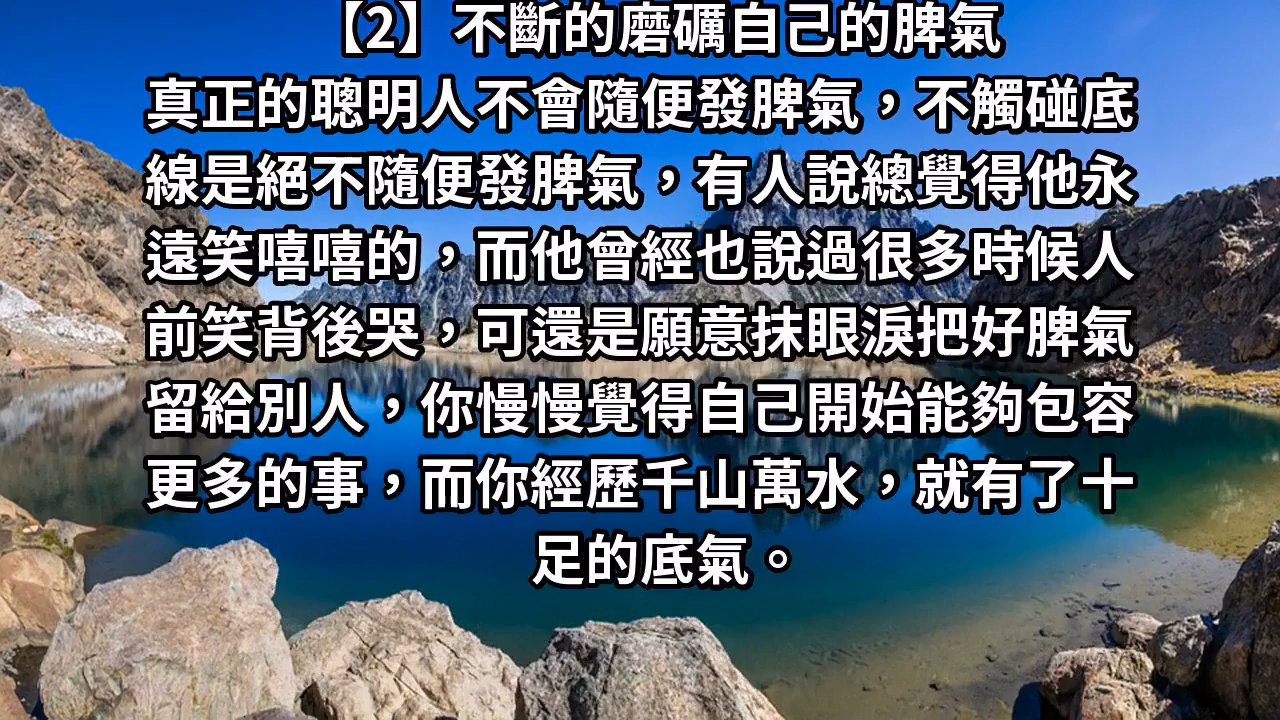 【2】不斷的磨礪自己的脾氣
真正的聰明人不會隨便發脾氣，不觸碰底
線是絕不隨便發脾氣，有人說總覺得他永
遠笑嘻嘻的，而他曾經也說過很多時候人
前笑背後哭，可還是願意抹眼淚把好脾氣
留給別人，你慢慢覺得自己開始能夠包容
更多的事，而你經歷千山萬水，就有了十
足的底氣。